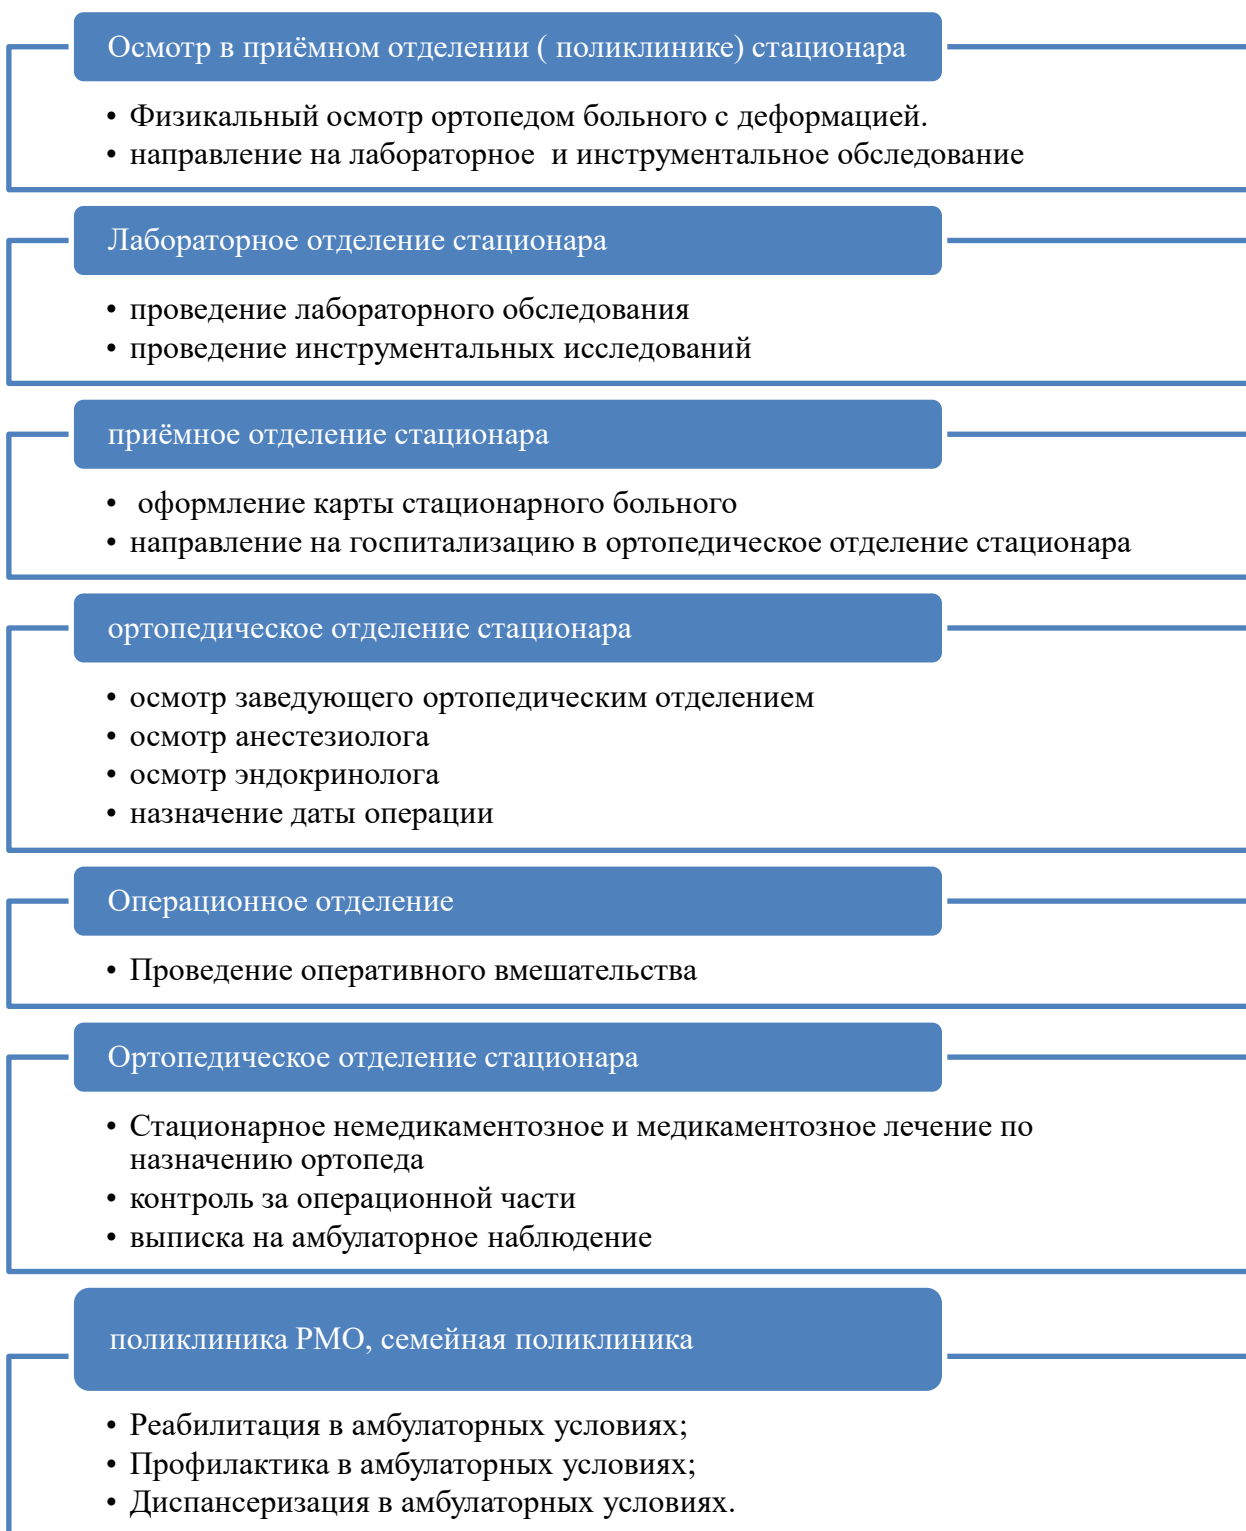 Осмотр в приёмном отделении ( поликлинике) стационара
• Физикальный осмотр ортопедом больного с деформацией.
• направление на лабораторное и инструментальное обследование
Лабораторное отделение стационара
• проведение лабораторного обследования
• проведение инструментальных исследований
приёмное отделение стационара
• оформление карты стационарного больного
• направление на госпитализацию в ортопедическое отделение стационара
ортопедическое отделение стационара
• осмотр заведующего ортопедическим отделением
• осмотр анестезиолога
• осмотр эндокринолога
• назначение даты операции
Операционное отделение
• Проведение оперативного вмешательства
Ортопедическое отделение стационара
• Стационарное немедикаментозное и медикаментозное лечение по
назначению ортопеда
• контроль за операционной части
• выписка на амбулаторное наблюдение
поликлиника РМО, семейная поликлиника
• Реабилитация в амбулаторных условиях;
• Профилактика в амбулаторных условиях;
• Диспансеризация в амбулаторных условиях.